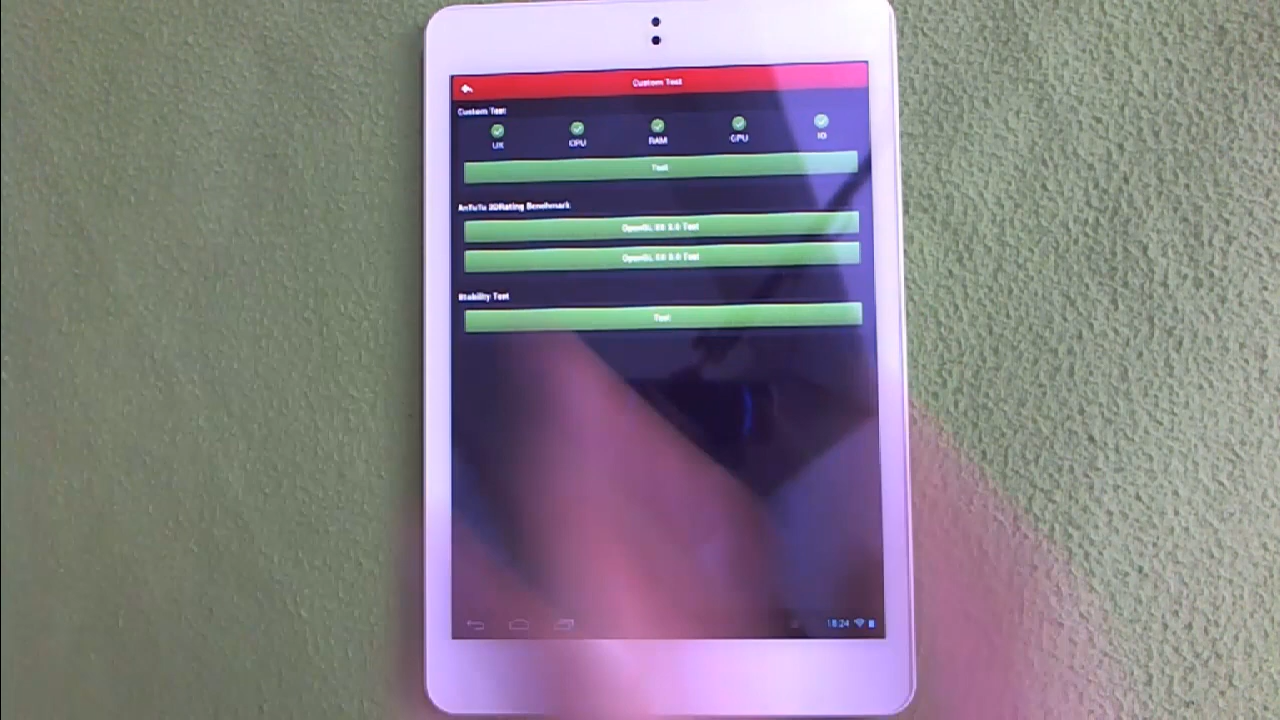 Custom Test
Custom Test
UX CPU RAM GPU IO
Test
AnTuTu 3DRating Benchmark
OpenGL ES 2.0 Test
OpenGL ES 3.0 Test
Stability Test
Test
18:24